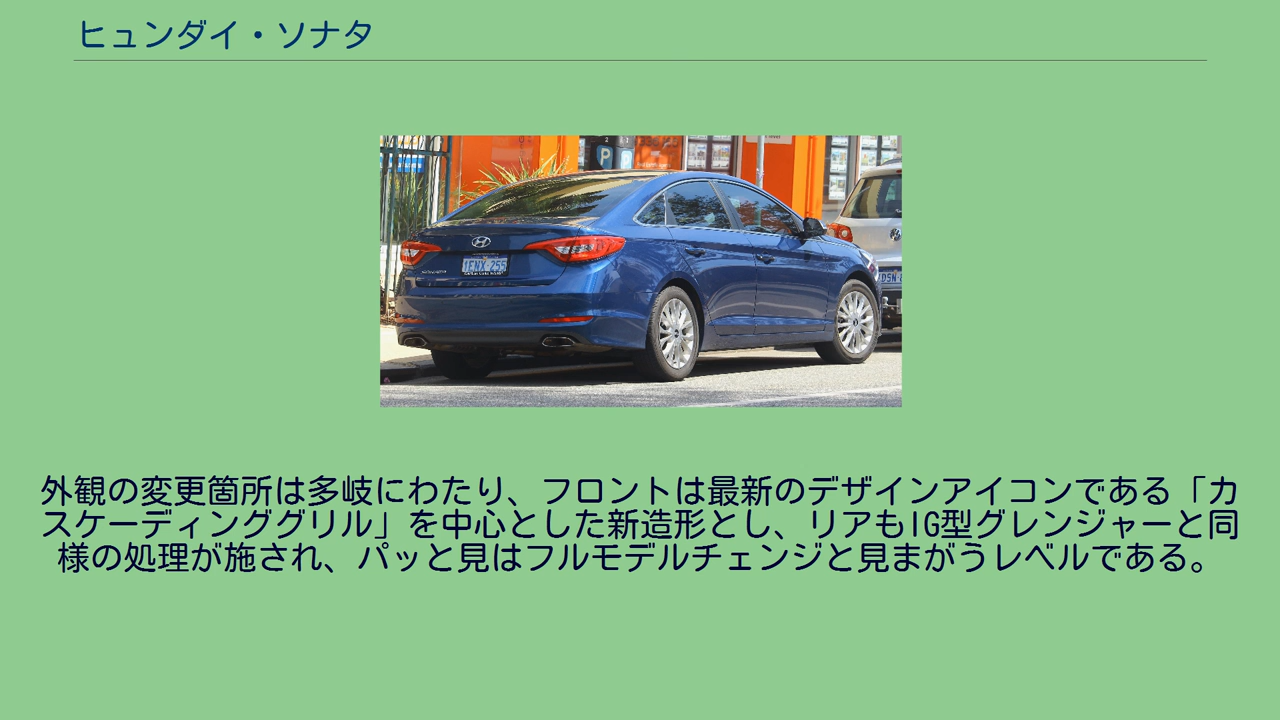 ヒュンダイ・ソナタ
P
1ENX 255
外観の変更箇所は多岐にわたり、フロントは最新のデザインアイコンである「カ
スケーディンググリル」を中心とした新造形とし、リアもIG型グレンジャーと同
様の処理が施され、パッと見はフルモデルチェンジと見まがうレベルである。